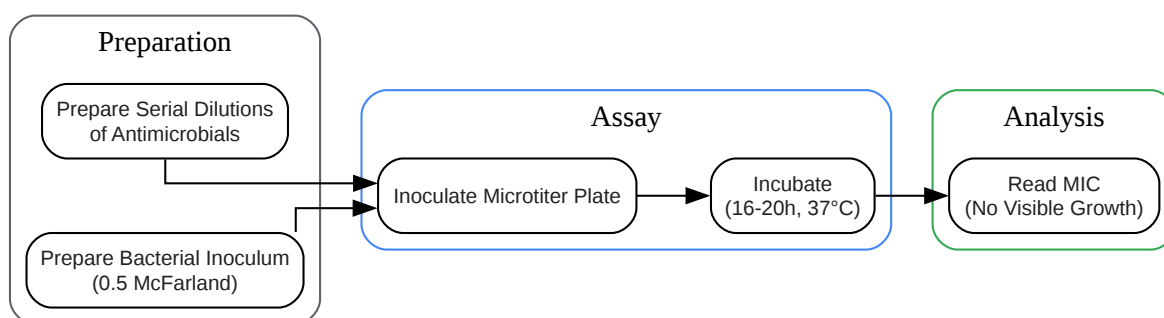 Preparation
Prepare Serial Dilutions
of Antimicrobials
Prepare Bacterial Inoculum
(0.5 McFarland)
Assay
Inoculate Microtiter Plate
Incubate
(16-20h, 37°C)
Analysis
Read MIC
(No Visible Growth)